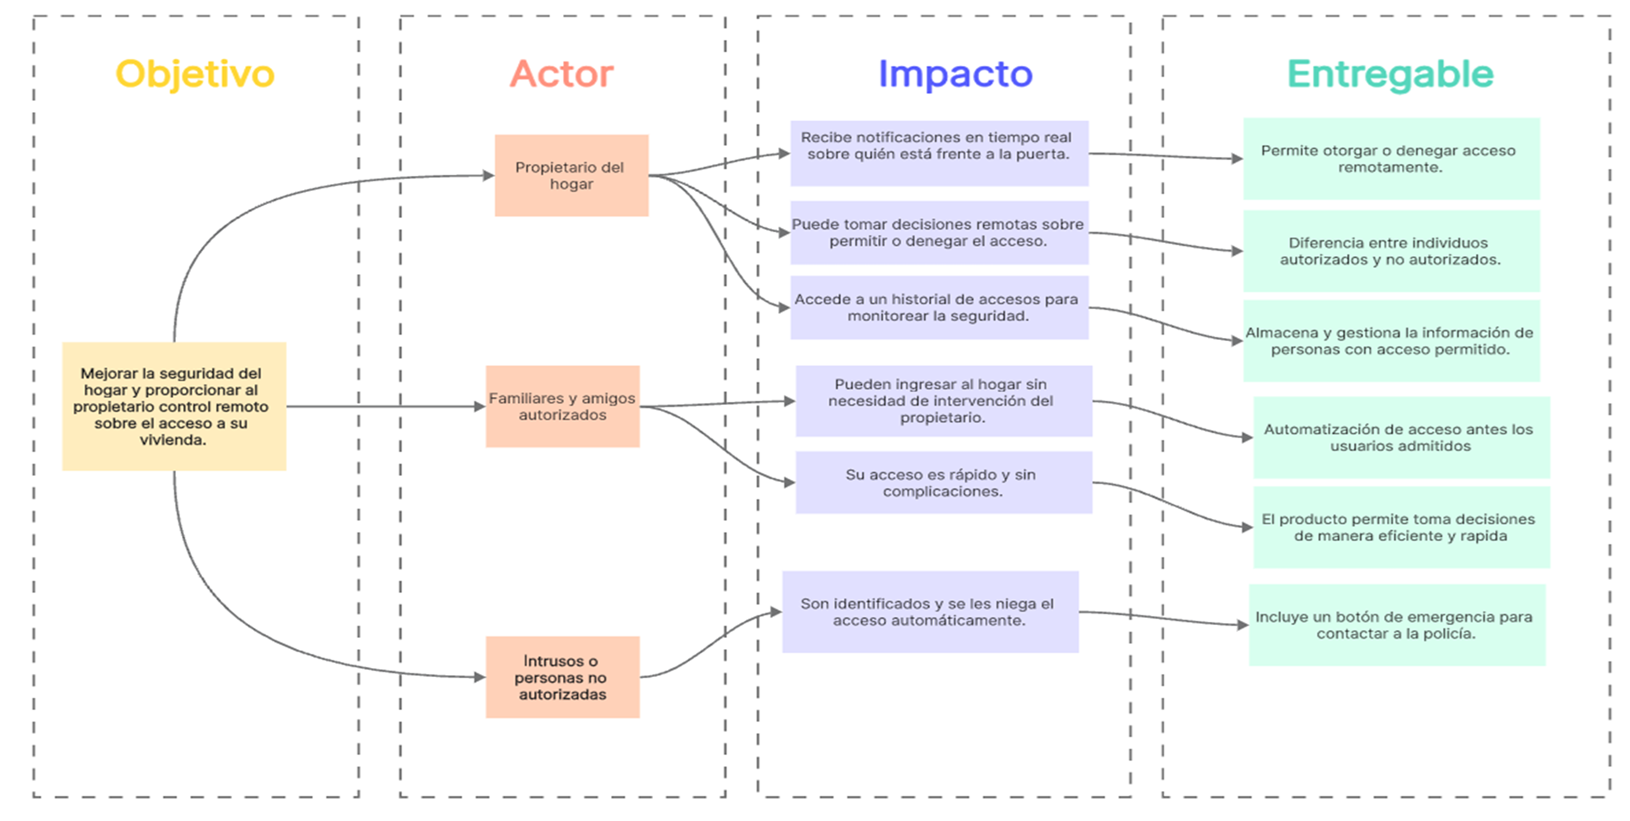 Objetivo
Actor
Impacto
Entregable
Mejorar la seguridad del
hogar y proporcionar al
propietario control remoto
sobre el acceso a su
vivienda.
Propietario del
hogar
Familiares y amigos
autorizados
Intrusos o
personas no
autorizadas
Recibe notificaciones en tiempo real
sobre quién está frente a la puerta.
Puede tomar decisiones remotas sobre
permitir o denegar el acceso.
Accede a un historial de accesos para
monitorear la seguridad.
Pueden ingresar al hogar sin
necesidad de intervención del
propietario.
Su acceso es rápido y sin
complicaciones.
Son identificados y se les niega el
acceso automáticamente.
Permite otorgar o denegar acceso
remotamente.
Diferencia entre individuos
autorizados y no autorizados.
Almacena y gestiona la información de
personas con acceso permitido.
Automatización de acceso antes los
usuarios admitidos
El producto permite toma decisiones
de manera eficiente y rapida
Incluye un botón de emergencia para
contactar a la policía.